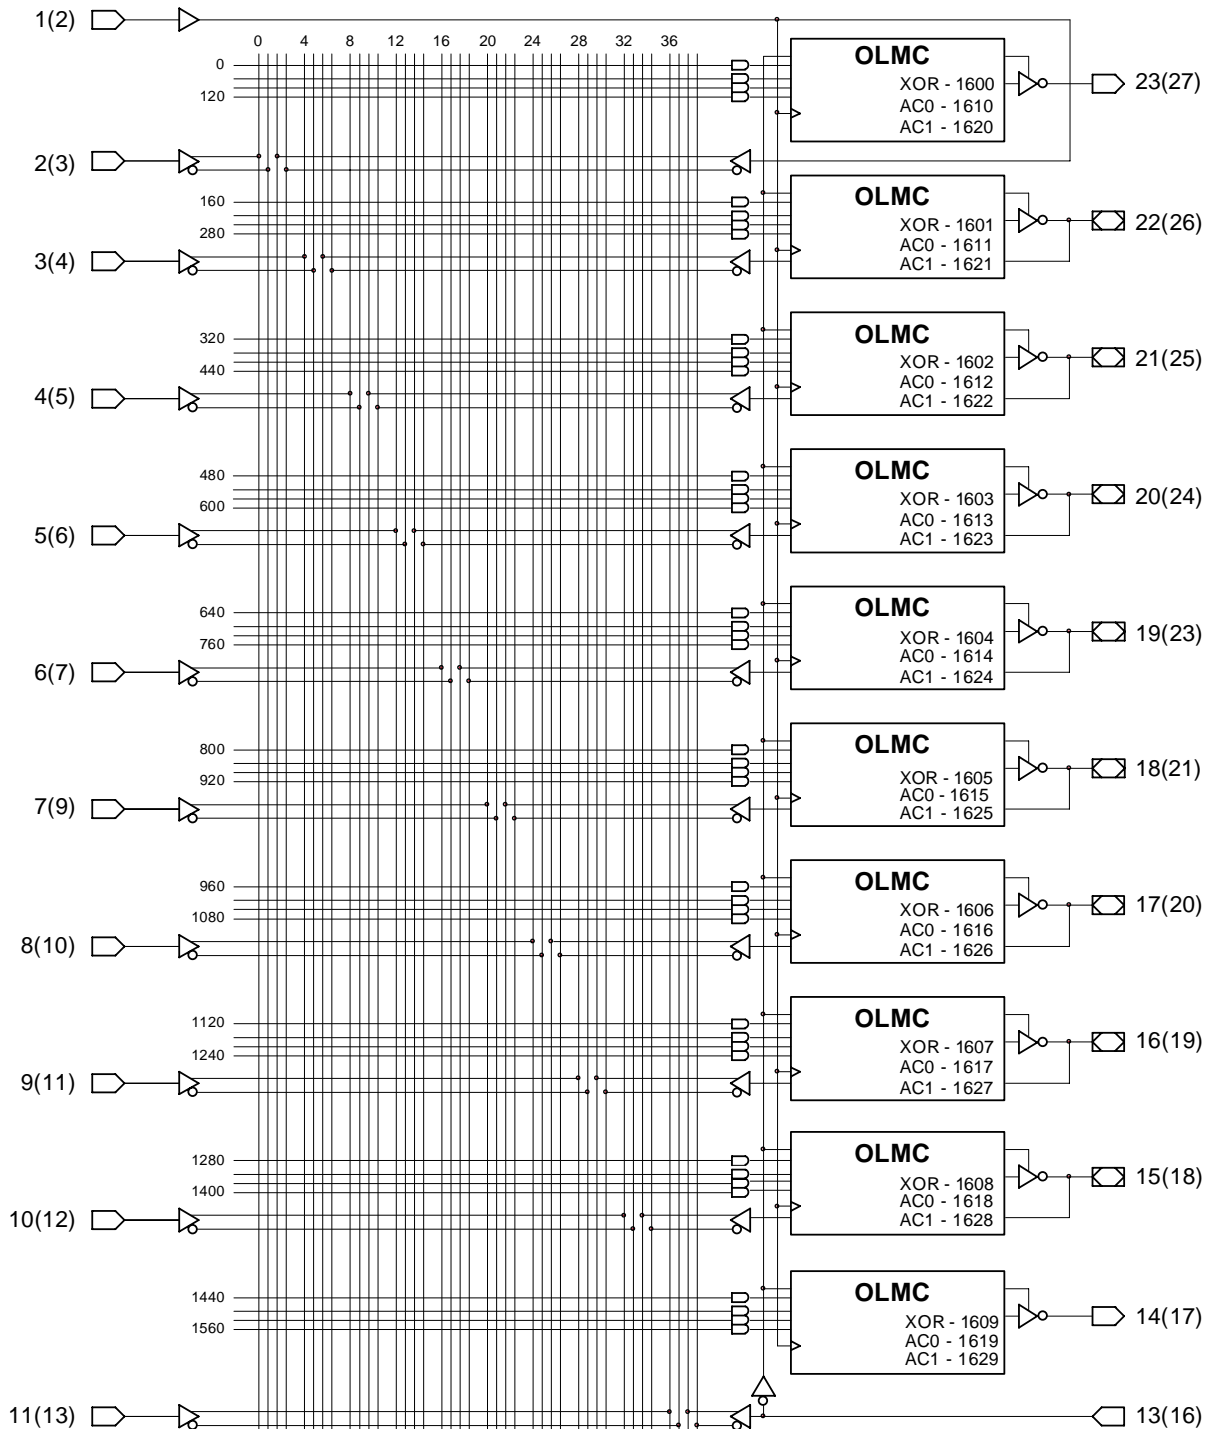 1(2)
0 4 8 12 16 20 24 28 32 36
0
120
OLMC
XOR - 1600
AC0 - 1610
AC1 - 1620
23(27)
2(3)
160
280
OLMC
XOR - 1601
AC0 - 1611
AC1 - 1621
22(26)
3(4)
320
440
OLMC
XOR - 1602
AC0 - 1612
AC1 - 1622
21(25)
4(5)
480
600
OLMC
XOR - 1603
AC0 - 1613
AC1 - 1623
20(24)
5(6)
640
760
OLMC
XOR - 1604
AC0 - 1614
AC1 - 1624
19(23)
6(7)
800
920
OLMC
XOR - 1605
AC0 - 1615
AC1 - 1625
18(21)
7(9)
960
1080
OLMC
XOR - 1606
AC0 - 1616
AC1 - 1626
17(20)
8(10)
1120
1240
OLMC
XOR - 1607
AC0 - 1617
AC1 - 1627
16(19)
9(11)
1280
1400
OLMC
XOR - 1608
AC0 - 1618
AC1 - 1628
15(18)
10(12)
1440
1560
OLMC
XOR - 1609
AC0 - 1619
AC1 - 1629
14(17)
11(13)
13(16)